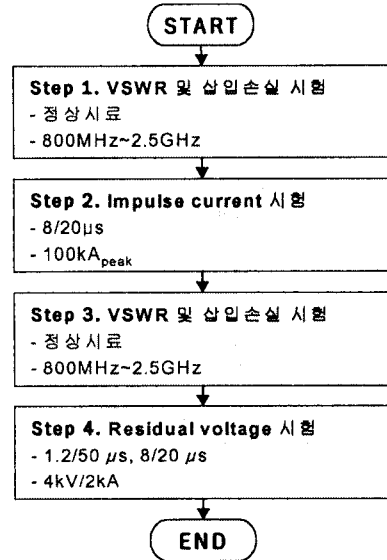 START
Step 1. VSWR 및 삽입손실 시험
- 정상시료
- 800MHz~2.5GHz
Step 2. Impulse current 시험
- 8/20μs
- 100kApeak
Step 3. VSWR 및 삽입손실 시험
- 정상시료
- 800MHz~2.5GHz
Step 4. Residual voltage 시험
- 1.2/50 μs, 8/20 μs
- 4kV/2kA
END